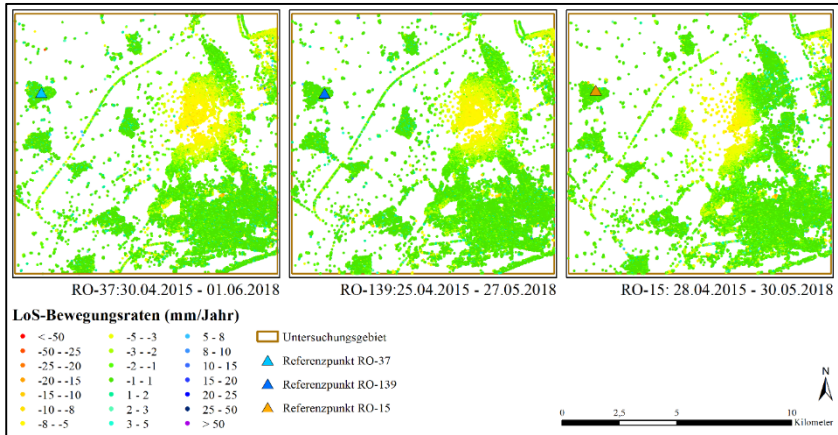 RO-37:30.04.2015 - 01.06.2018
RO-139:25.04.2015 - 27.05.2018
RO-15: 28.04.2015 - 30.05.2018
LoS-Bewegungsraten (mm/Jahr)
< -50
-50 - -25
-25 - -20
-20 - -15
-15 - -10
-10 - -8
-8 - -5
-5 - -3
-3 - -2
-2 - -1
-1 - 1
1 - 2
2 - 3
3 - 5
5 - 8
8 - 10
10 - 15
15 - 20
20 - 25
25 - 50
> 50
Untersuchungsgebiet
Referenzpunkt RO-37
Referenzpunkt RO-139
Referenzpunkt RO-15
N
0 2,5 5 10
Kilometer